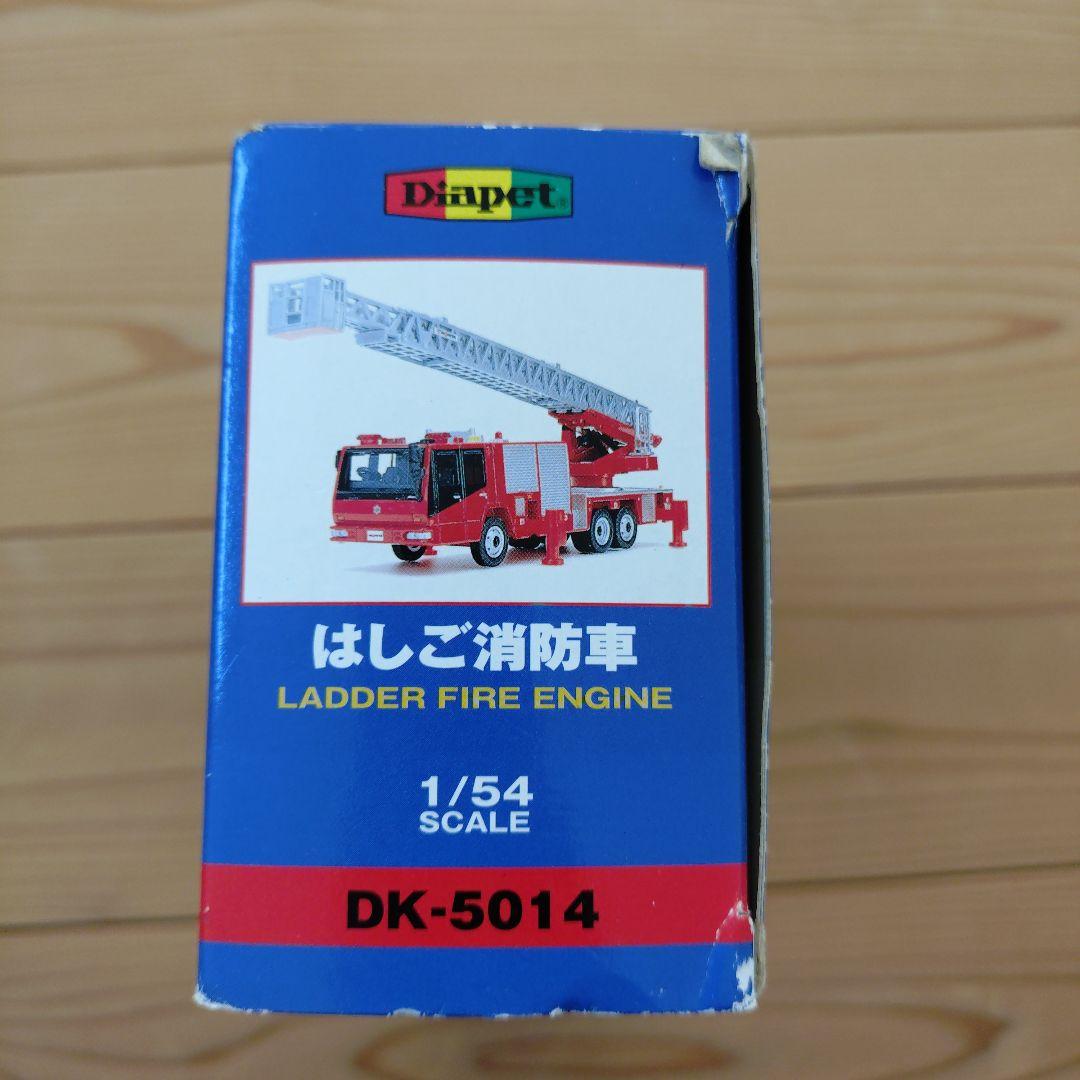 Diapet®
はしご消防車
LADDER FIRE ENGINE
1/54
SCALE
DK-5014